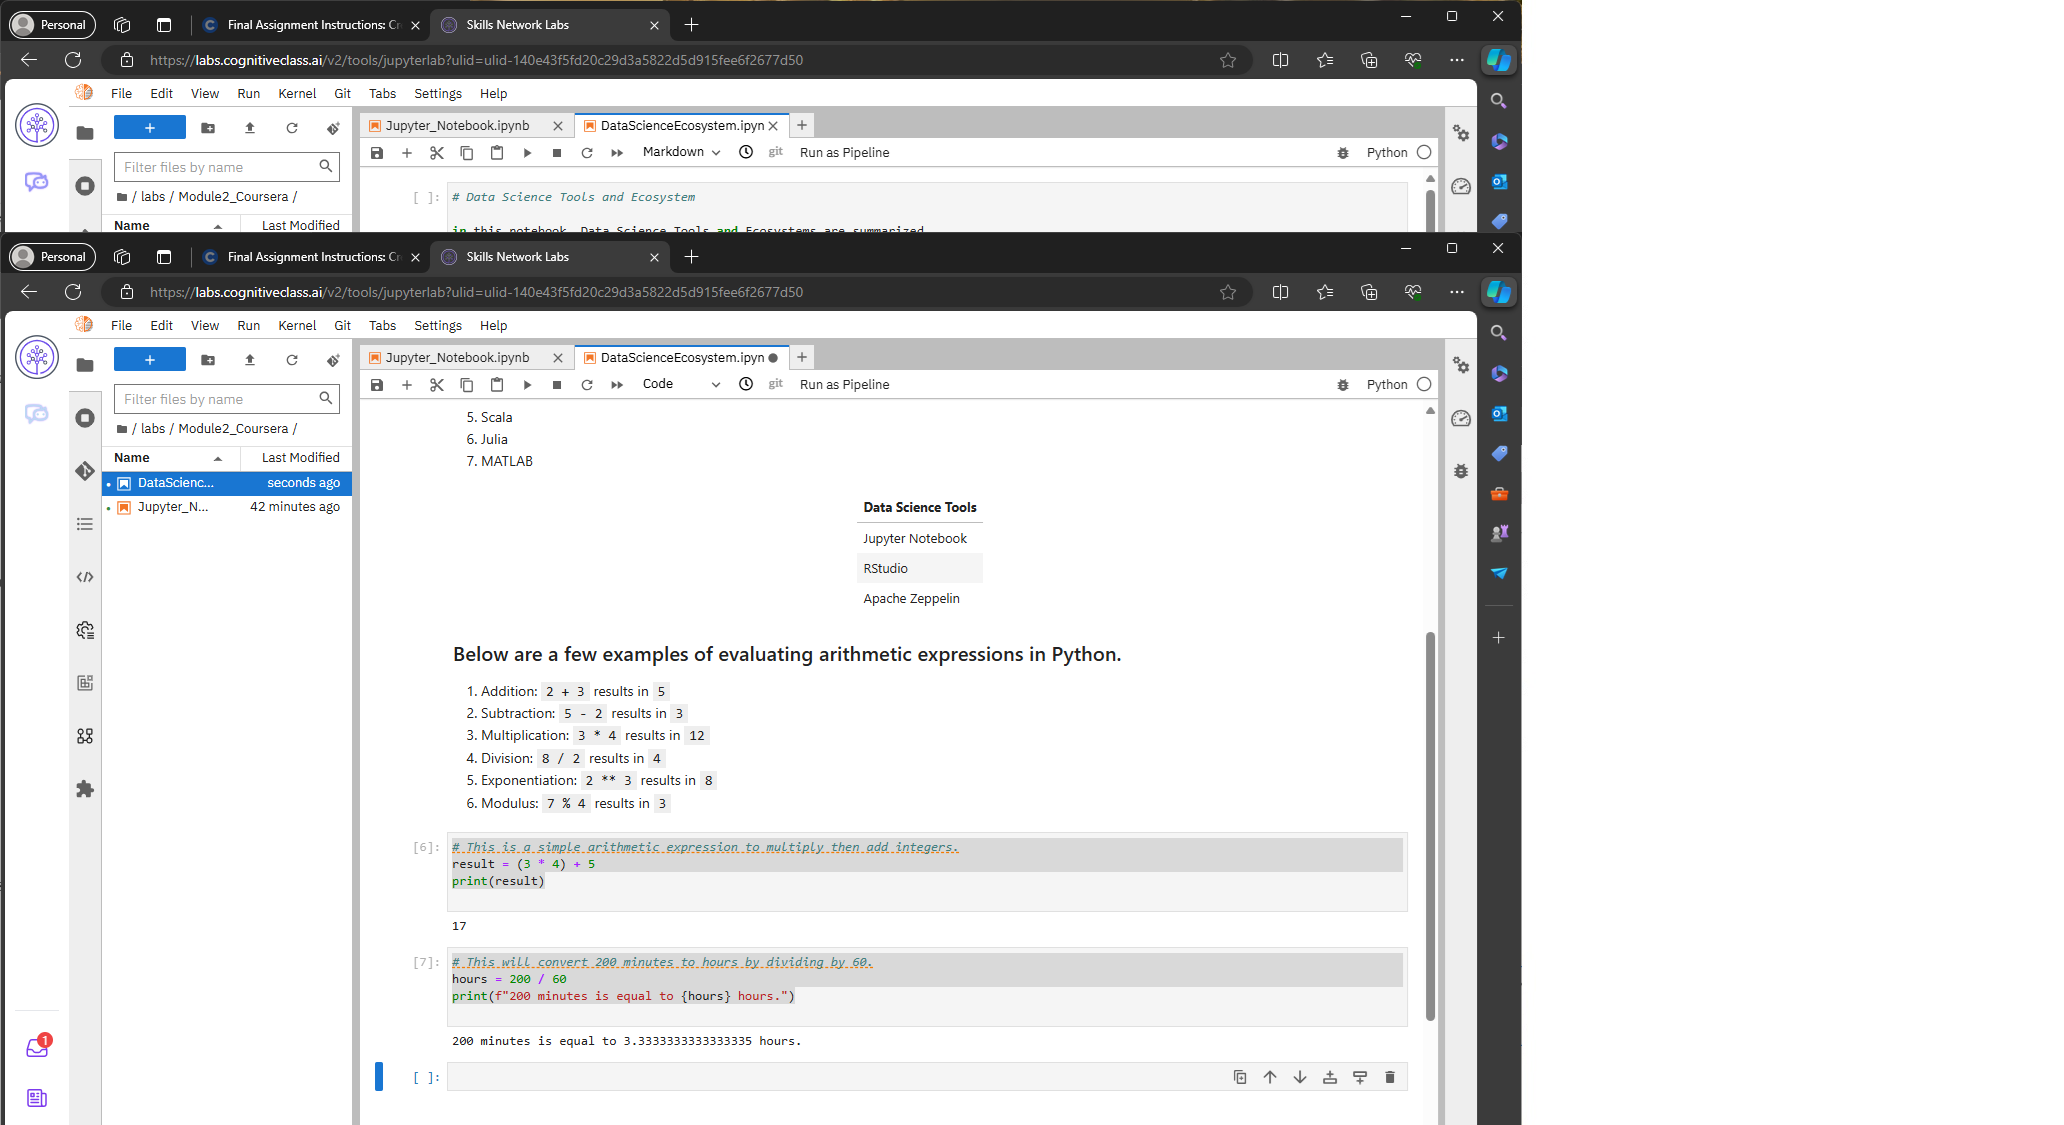 Personal
Final Assignment Instructions: Cr
Skills Network Labs
https://labs.cognitiveclass.ai/v2/tools/jupyterlab?ulid=ulid-140e43f5fd20c29d3a5822d5d915fee6f2677d50
File Edit View Run Kernel Git Tabs Settings Help
Jupyter_Notebook.ipynb
DataScienceEcosystem.ipyn
Markdown
git
Run as Pipeline
Python
Filter files by name
/ labs / Module2_Coursera /
Name Last Modified
[ ]: # Data Science Tools and Ecosystem
in this notebook, Data Science Tools and Ecosystems are summarized
Personal
Final Assignment Instructions: Cr
Skills Network Labs
https://labs.cognitiveclass.ai/v2/tools/jupyterlab?ulid=ulid-140e43f5fd20c29d3a5822d5d915fee6f2677d50
File Edit View Run Kernel Git Tabs Settings Help
Jupyter_Notebook.ipynb
DataScienceEcosystem.ipyn
Code
git
Run as Pipeline
Python
Filter files by name
/ labs / Module2_Coursera /
Name Last Modified
DataScienc... seconds ago
Jupyter_N... 42 minutes ago
5. Scala
6. Julia
7. MATLAB
Data Science Tools
Jupyter Notebook
RStudio
Apache Zeppelin
Below are a few examples of evaluating arithmetic expressions in Python.
1. Addition: 2 + 3 results in 5
2. Subtraction: 5 - 2 results in 3
3. Multiplication: 3 * 4 results in 12
4. Division: 8 / 2 results in 4
5. Exponentiation: 2 ** 3 results in 8
6. Modulus: 7 % 4 results in 3
[6]: # This is a simple arithmetic expression to multiply then add integers.
result = (3 * 4) + 5
print(result)
17
[7]: # This will convert 200 minutes to hours by dividing by 60.
hours = 200 / 60
print(f"200 minutes is equal to {hours} hours.")
200 minutes is equal to 3.3333333333333335 hours.
[ ]:
1